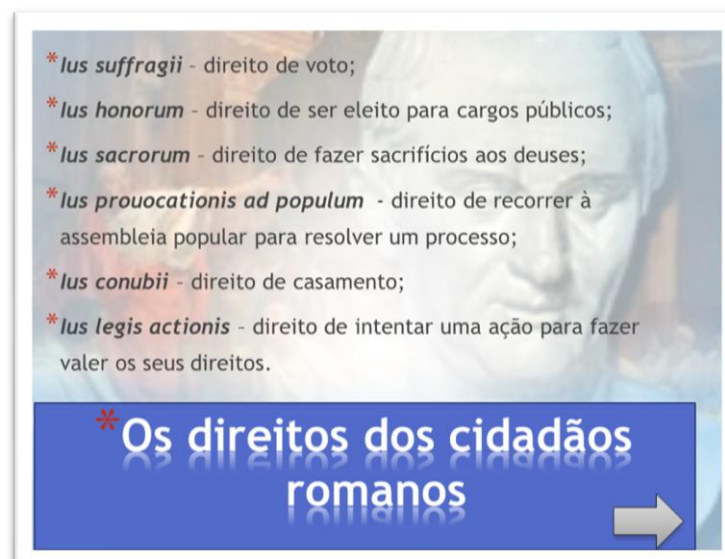 *Ius suffragii – direito de voto;
*Ius honorum – direito de ser eleito para cargos públicos;
*Ius sacrorum – direito de fazer sacrifícios aos deuses;
*Ius prouocationis ad populum - direito de recorrer à
assembleia popular para resolver um processo;
*Ius conubii – direito de casamento;
*Ius legis actionis – direito de intentar uma ação para fazer
valer os seus direitos.
*Os direitos dos cidadãos
romanos